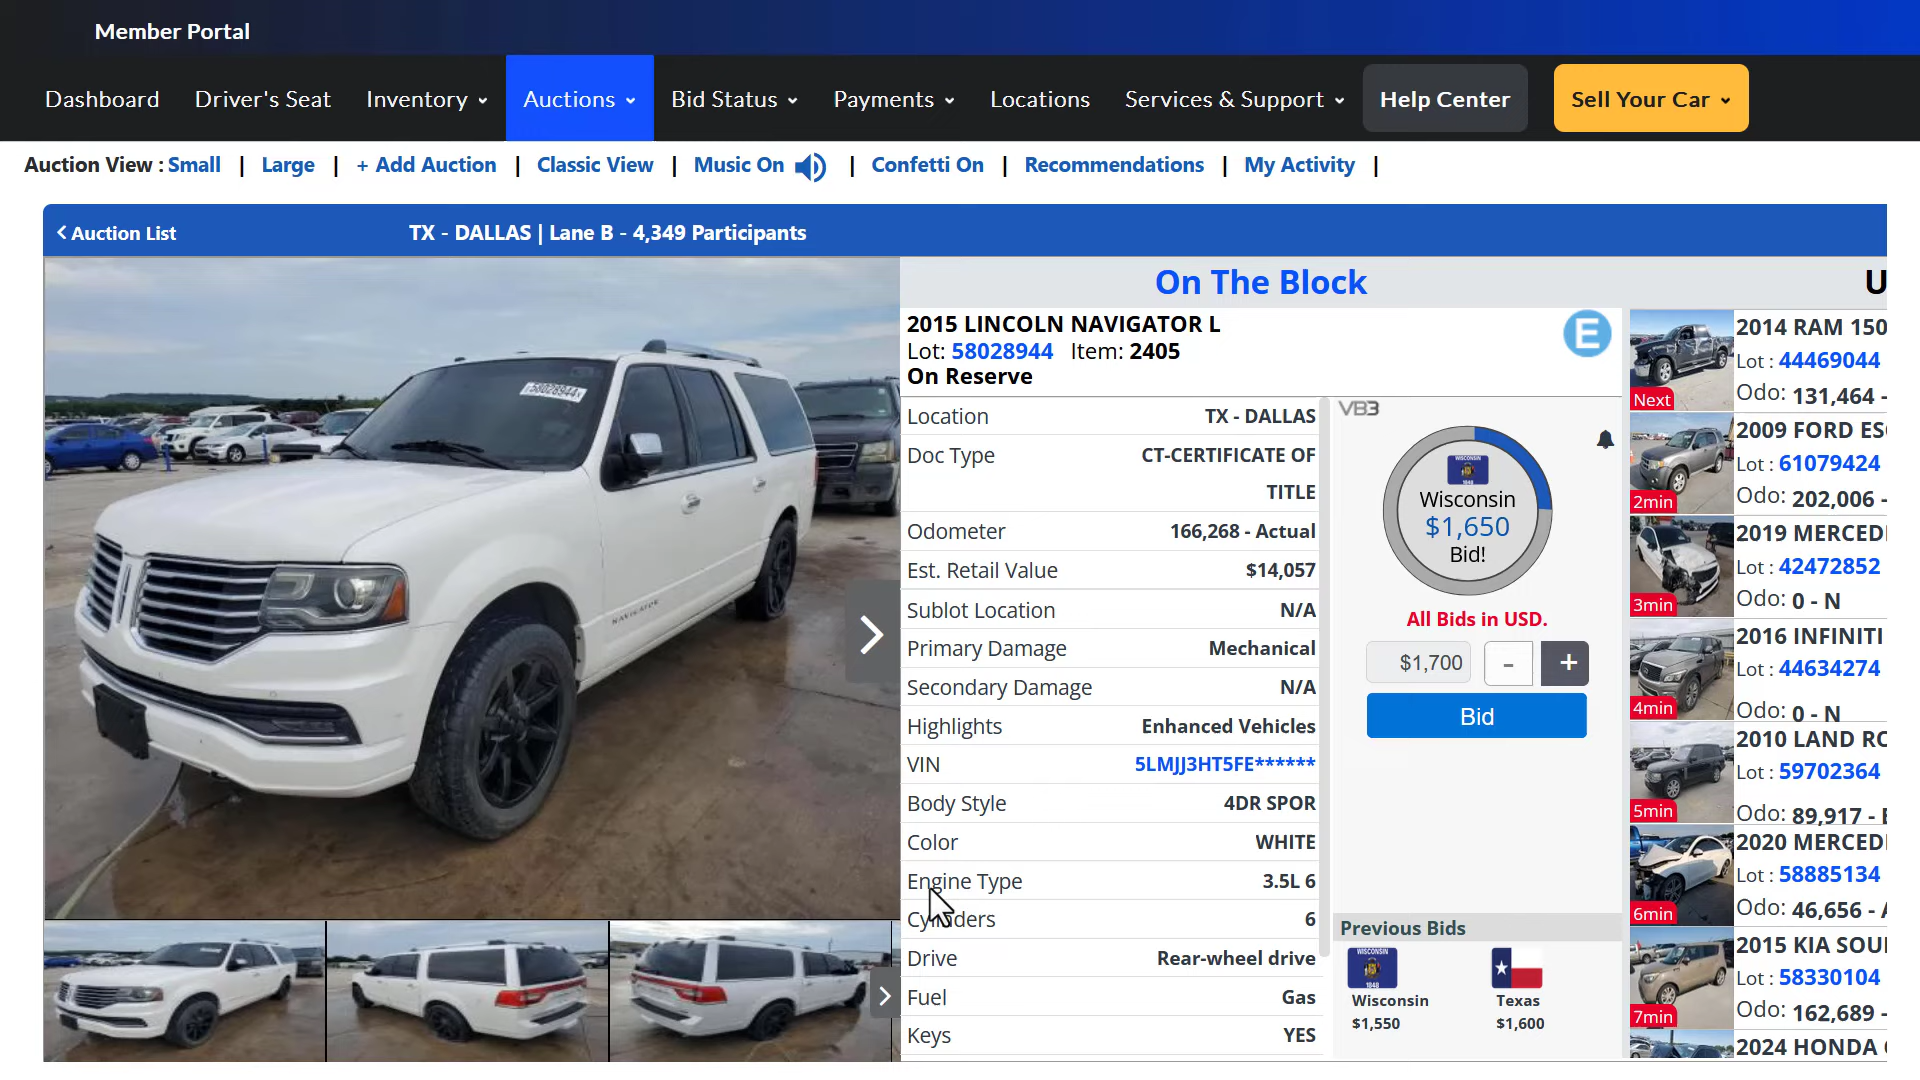 Member Portal
Dashboard Driver's Seat Inventory Auctions Bid Status Payments Locations Services & Support Help Center Sell Your Car
Auction View : Small | Large | + Add Auction | Classic View | Music On | Confetti On | Recommendations | My Activity |
Auction List TX - DALLAS | Lane B - 4,349 Participants
On The Block
2015 LINCOLN NAVIGATOR L
Lot: 58028944 Item: 2405
On Reserve
E
Location TX - DALLAS
Doc Type CT-CERTIFICATE OF
TITLE
Odometer 166,268 - Actual
Est. Retail Value $14,057
Sublot Location N/A
Primary Damage Mechanical
Secondary Damage N/A
Highlights Enhanced Vehicles
VIN 5LMJJ3HT5FE******
Body Style 4DR SPOR
Color WHITE
Engine Type 3.5L 6
Cylinders 6
Drive Rear-wheel drive
Fuel Gas
Keys YES
VB3
WISCONSIN
1848
Wisconsin
$1,650
Bid!
All Bids in USD.
$1,700 - +
Bid
Previous Bids
WISCONSIN
1848
Wisconsin
$1,550
Texas
$1,600
U
2014 RAM 150
Lot : 44469044
Odo: 131,464 -
Next
2009 FORD ES
Lot : 61079424
Odo: 202,006 -
2min
2019 MERCED
Lot : 42472852
Odo: 0 - N
3min
2016 INFINITI
Lot : 44634274
Odo: 0 - N
4min
2010 LAND RO
Lot : 59702364
Odo: 89,917 - E
5min
2020 MERCED
Lot : 58885134
Odo: 46,656 - A
6min
2015 KIA SOU
Lot : 58330104
Odo: 162,689 -
7min
2024 HONDA
58028944
NAVIGATOR